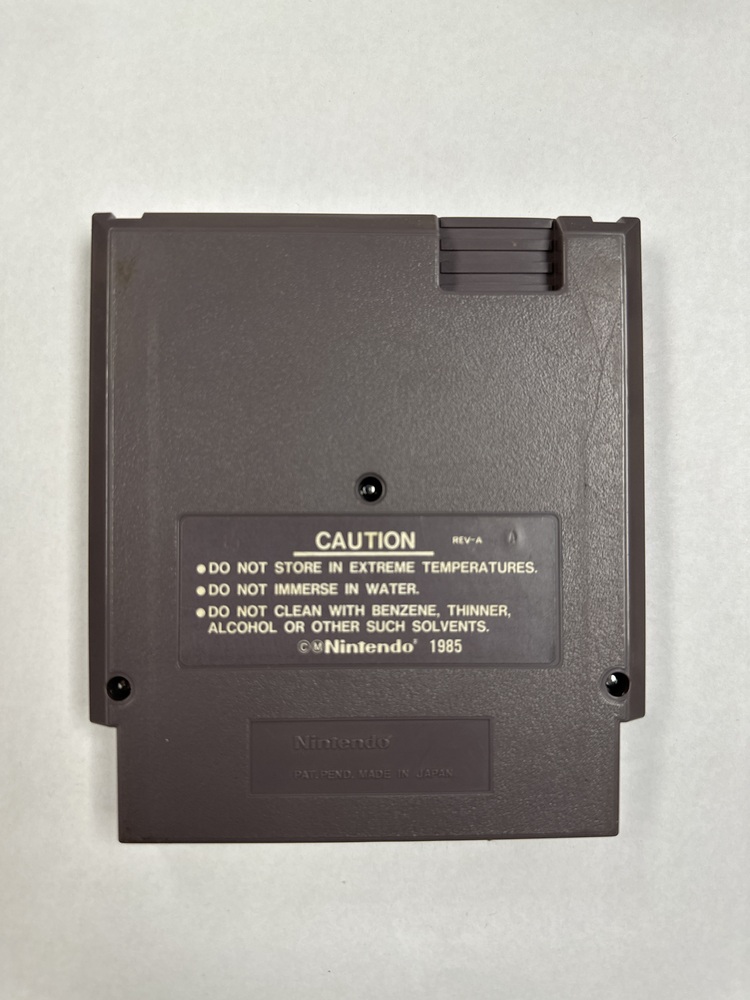 CAUTION REV-A
●DO NOT STORE IN EXTREME TEMPERATURES.
●DO NOT IMMERSE IN WATER.
●DO NOT CLEAN WITH BENZENE, THINNER,
ALCOHOL OR OTHER SUCH SOLVENTS.
©ⓂNintendo® 1985
Nintendo®
PAT.PEND. MADE IN JAPAN